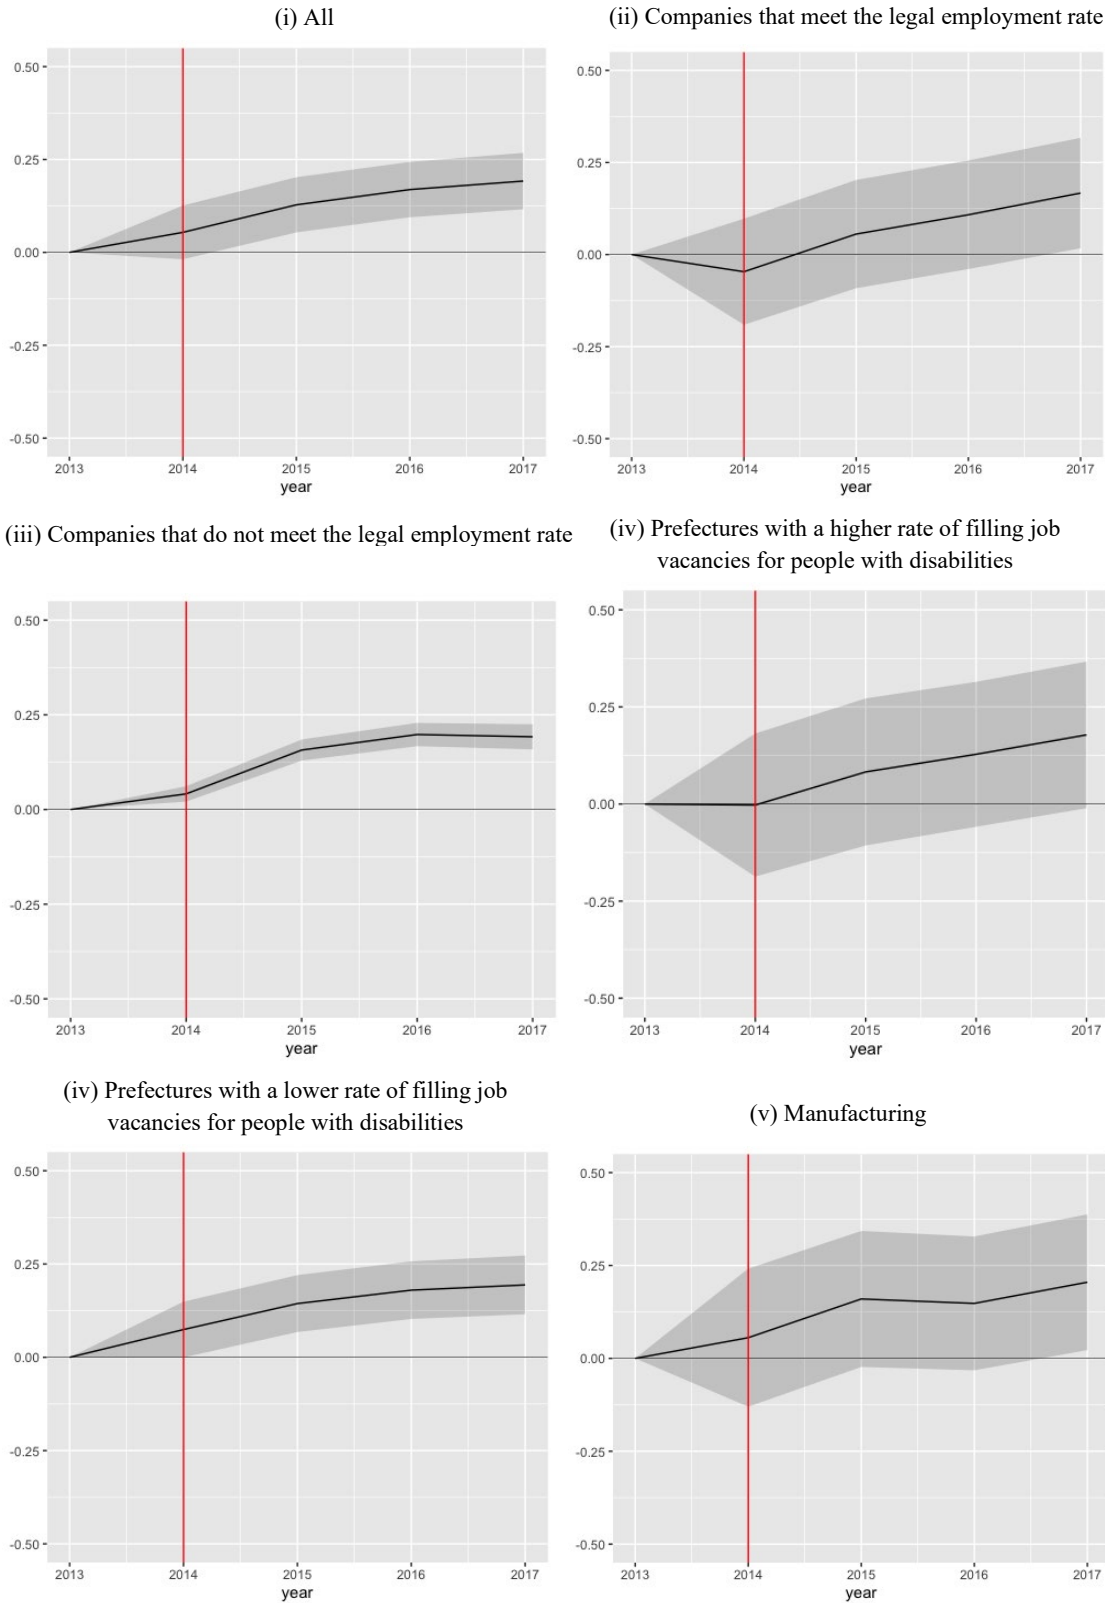 (i) All
0.50
0.25
0.00
-0.25
-0.50
2013 2014 2015 2016 2017
year
(ii) Companies that meet the legal employment rate
0.50
0.25
0.00
-0.25
-0.50
2013 2014 2015 2016 2017
year
(iii) Companies that do not meet the legal employment rate
0.50
0.25
0.00
-0.25
-0.50
2013 2014 2015 2016 2017
year
(iv) Prefectures with a higher rate of filling job
vacancies for people with disabilities
0.50
0.25
0.00
-0.25
-0.50
2013 2014 2015 2016 2017
year
(iv) Prefectures with a lower rate of filling job
vacancies for people with disabilities
0.50
0.25
0.00
-0.25
-0.50
2013 2014 2015 2016 2017
year
(v) Manufacturing
0.50
0.25
0.00
-0.25
-0.50
2013 2014 2015 2016 2017
year